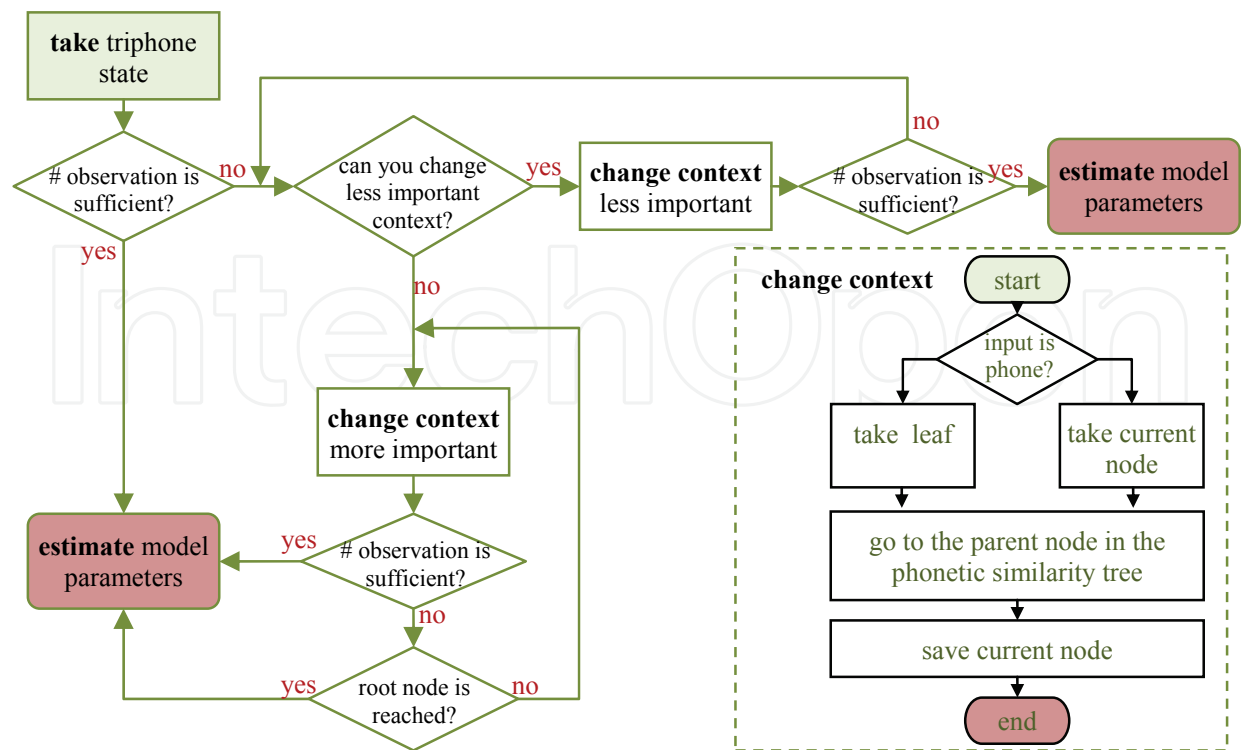 take triphone
state
# observation is
sufficient?
no
yes
can you change
less important
context?
yes
no
change context
less important
# observation is
sufficient?
no
yes
estimate model
parameters
change context
more important
# observation is
sufficient?
yes
no
estimate model
parameters
root node is
reached?
yes
no
change context
start
input is
phone?
take leaf
take current
node
go to the parent node in the
phonetic similarity tree
save current node
end
IntechOpen